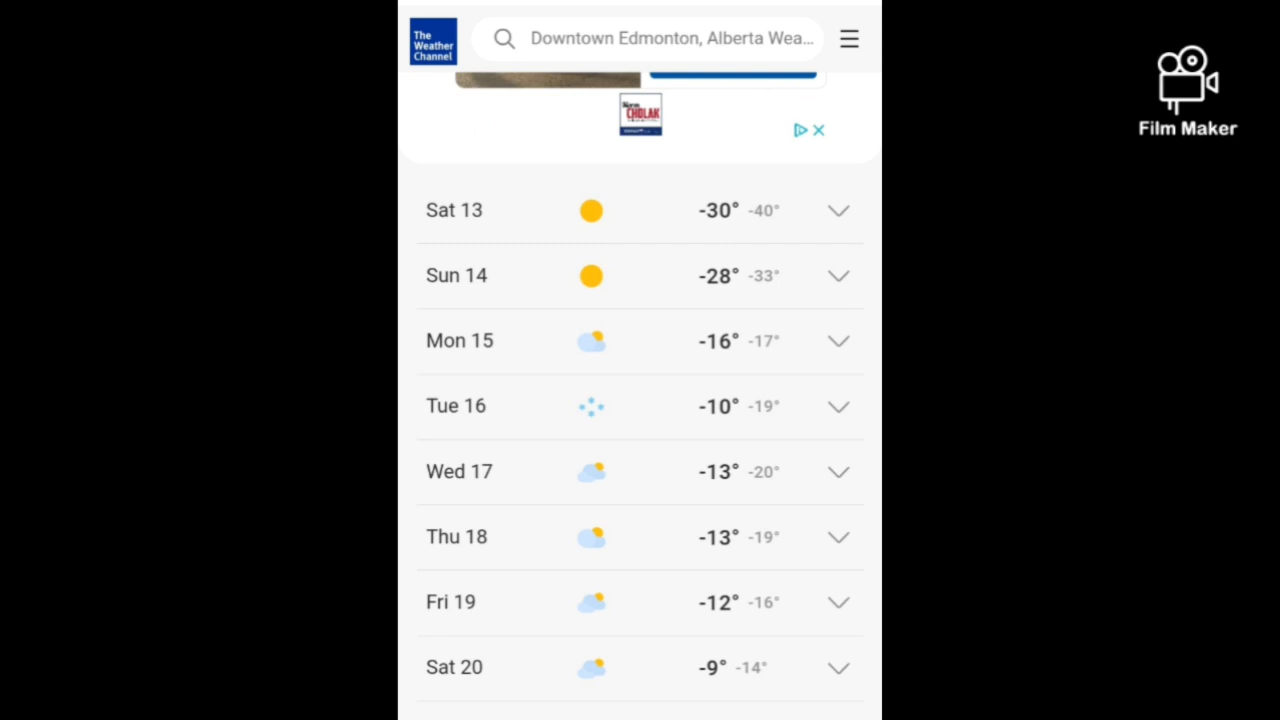 The
Weather
Channel
Downtown Edmonton, Alberta Wea...
CHOLAK
Film Maker
Sat 13 -30° -40°
Sun 14 -28° -33°
Mon 15 -16° -17°
Tue 16 -10° -19°
Wed 17 -13° -20°
Thu 18 -13° -19°
Fri 19 -12° -16°
Sat 20 -9° -14°